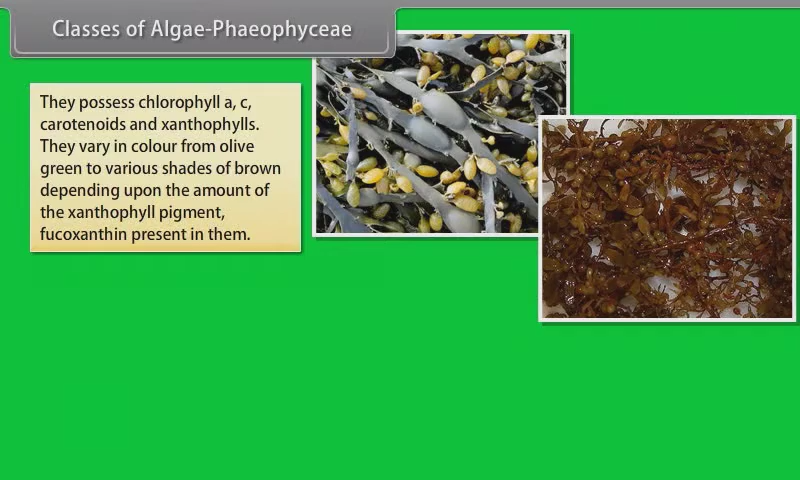 Classes of Algae-Phaeophyceae
They possess chlorophyll a, c,
carotenoids and xanthophylls.
They vary in colour from olive
green to various shades of brown
depending upon the amount of
the xanthophyll pigment,
fucoxanthin present in them.